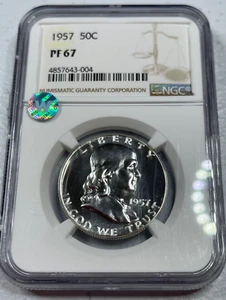 1957 50C
PF 67
4857643-004
NUMISMATIC GUARANTY CORPORATION
NGC
LIBERTY
1957
IN GOD WE TRUST